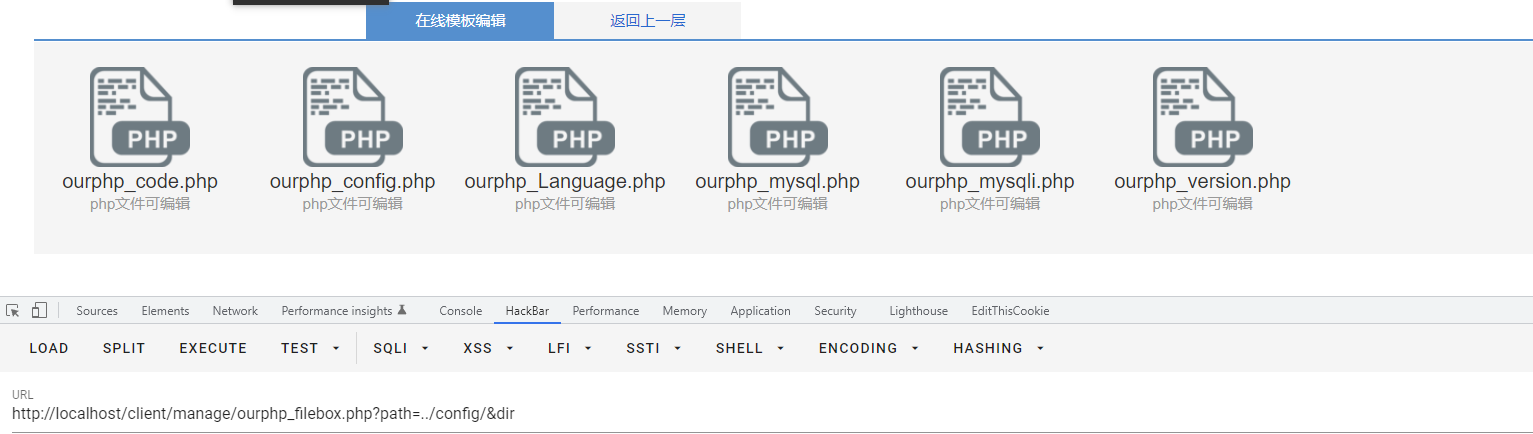 在线模板编辑 返回上一层
PHP PHP PHP PHP PHP PHP
ourphp_code.php ourphp_config.php ourphp_Language.php ourphp_mysql.php ourphp_mysqli.php ourphp_version.php
php文件可编辑 php文件可编辑 php文件可编辑 php文件可编辑 php文件可编辑 php文件可编辑
Sources Elements Network Performance insights Console HackBar Performance Memory Application Security Lighthouse EditThisCookie
LOAD SPLIT EXECUTE TEST SQLI XSS LFI SSTI SHELL ENCODING HASHING
URL
http://localhost/client/manage/ourphp_filebox.php?path=../config/&dir